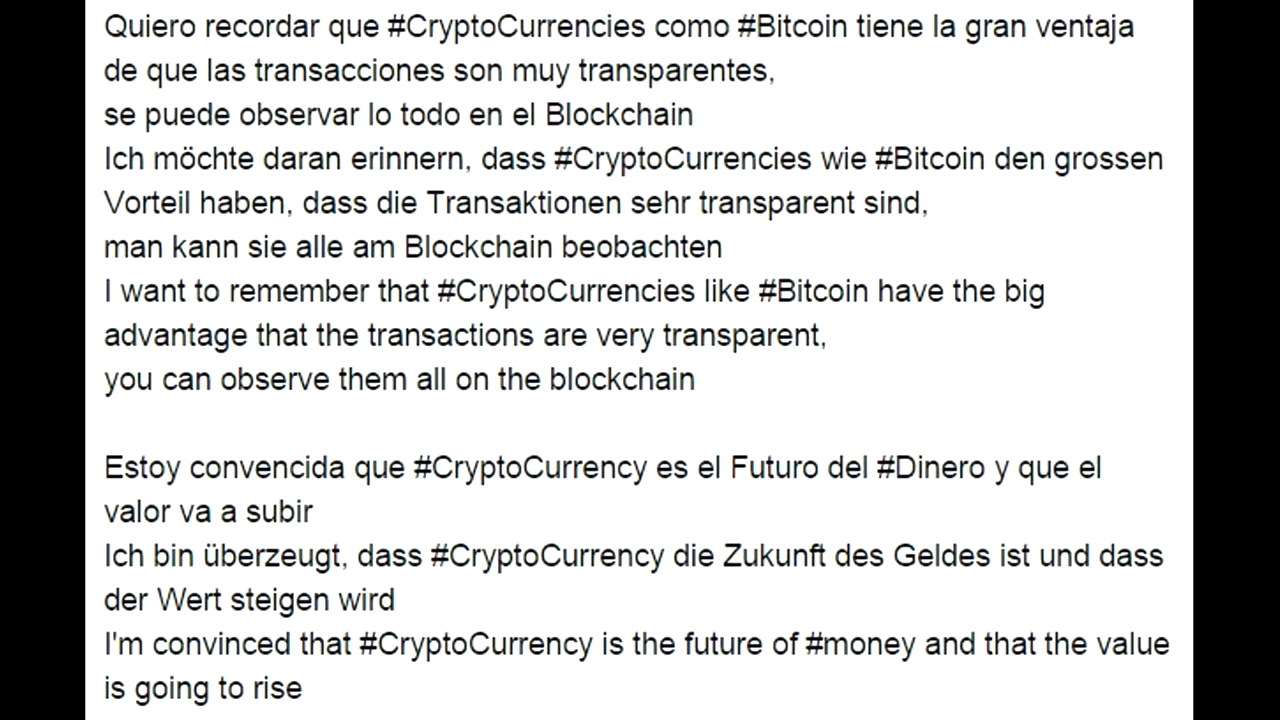 Quiero recordar que #CryptoCurrencies como #Bitcoin tiene la gran ventaja
de que las transacciones son muy transparentes,
se puede observar lo todo en el Blockchain
Ich möchte daran erinnern, dass #CryptoCurrencies wie #Bitcoin den grossen
Vorteil haben, dass die Transaktionen sehr transparent sind,
man kann sie alle am Blockchain beobachten
I want to remember that #CryptoCurrencies like #Bitcoin have the big
advantage that the transactions are very transparent,
you can observe them all on the blockchain
Estoy convencida que #CryptoCurrency es el Futuro del #Dinero y que el
valor va a subir
Ich bin überzeugt, dass #CryptoCurrency die Zukunft des Geldes ist und dass
der Wert steigen wird
I'm convinced that #CryptoCurrency is the future of #money and that the value
is going to rise